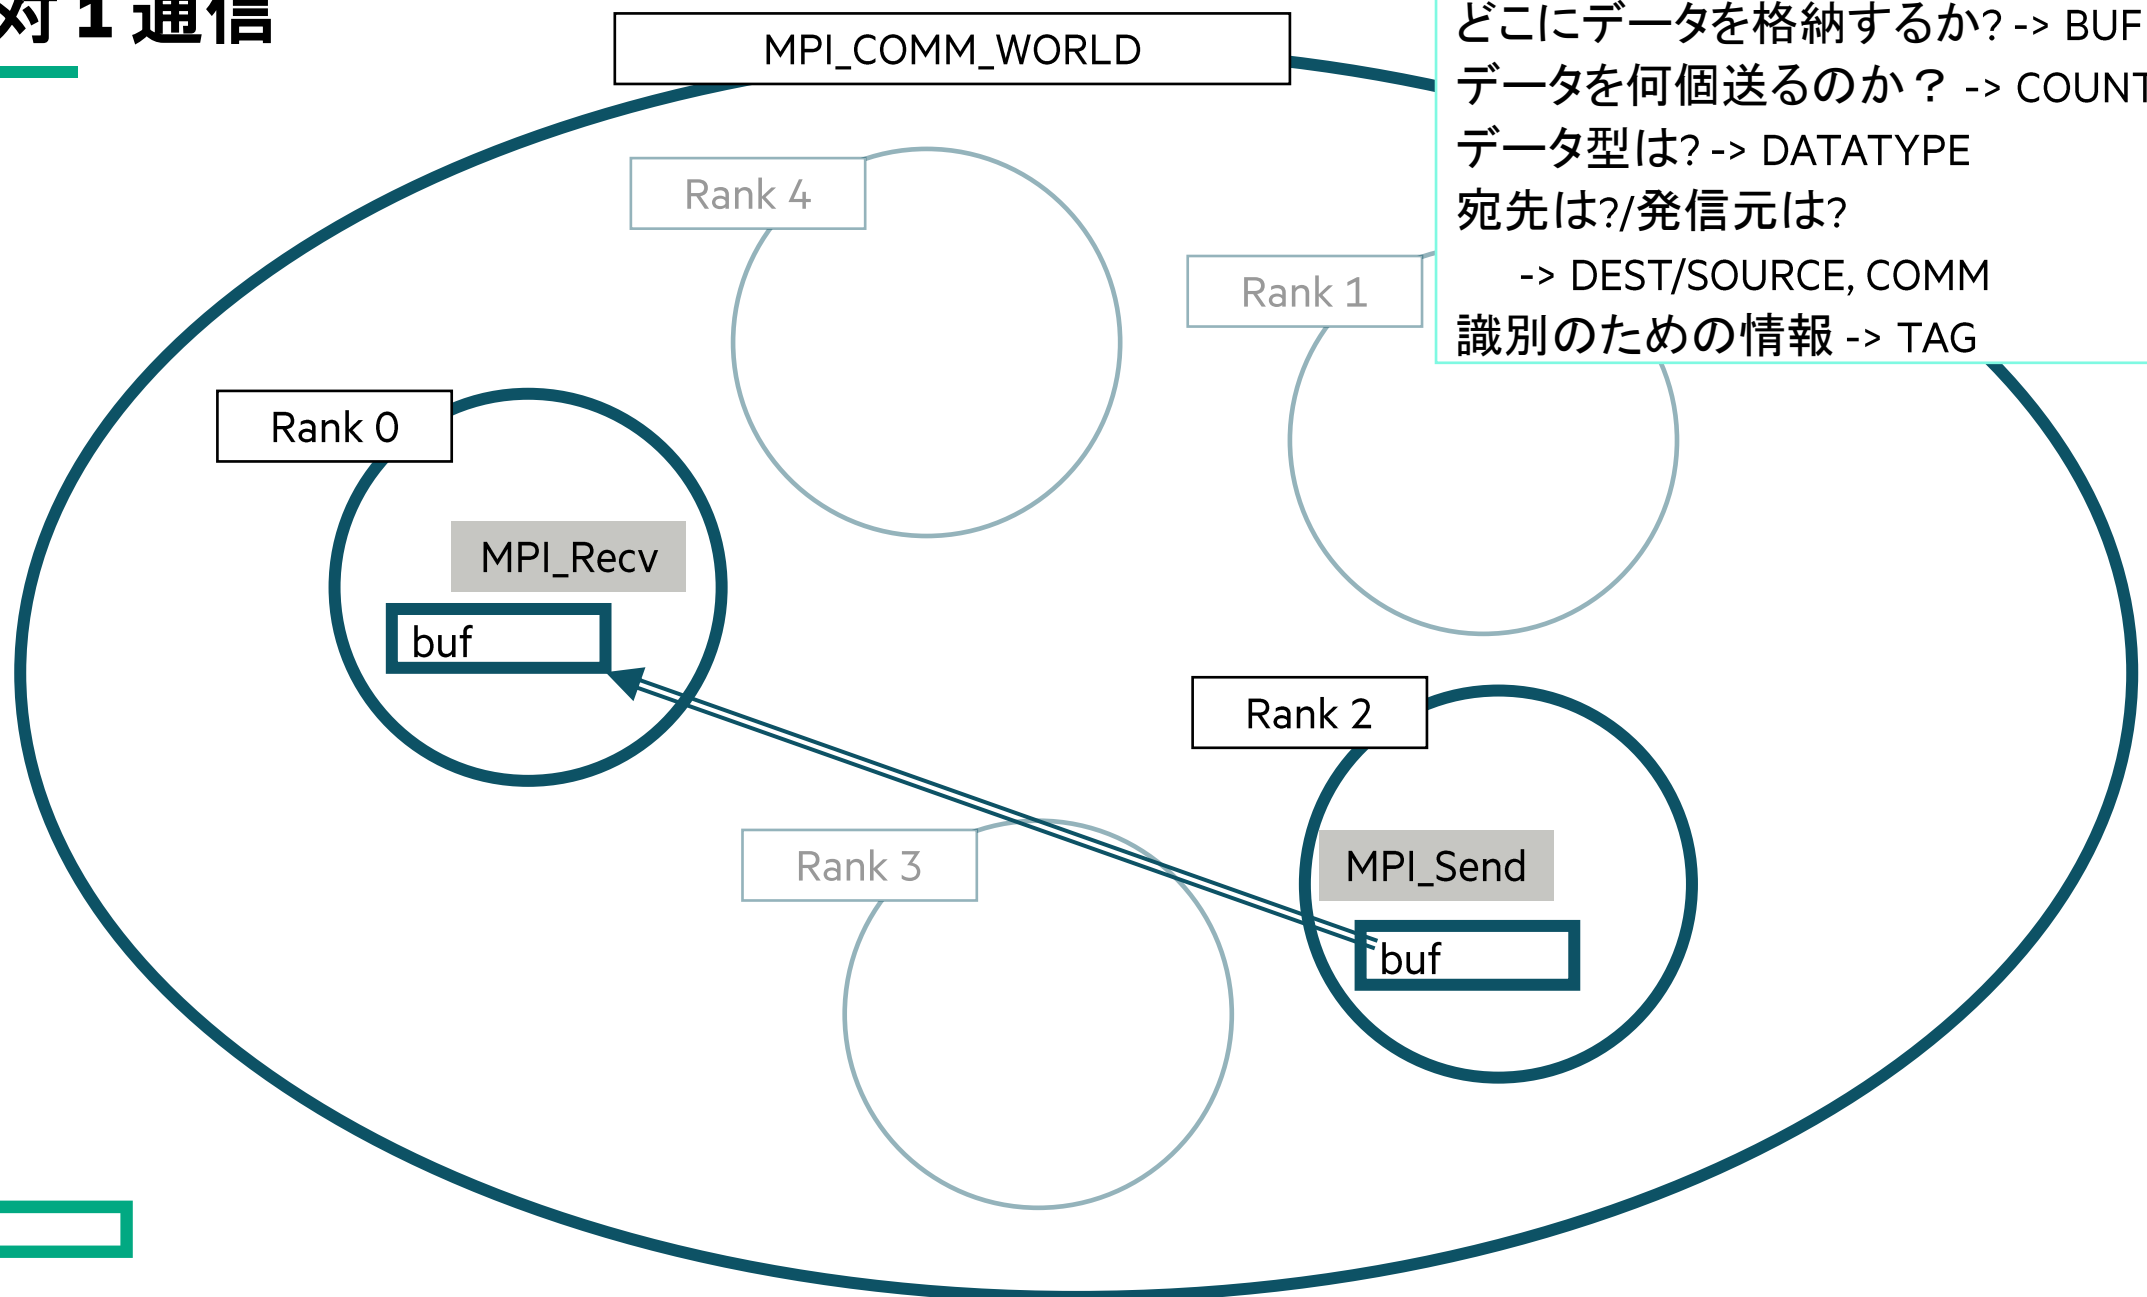 対１通信
MPI_COMM_WORLD
どこにデータを格納するか? -> BUF
データを何個送るのか？ -> COUNT
データ型は? -> DATATYPE
宛先は?/発信元は?
-> DEST/SOURCE, COMM
識別のための情報 -> TAG
Rank 4
Rank 1
Rank 0
MPI_Recv
buf
Rank 2
Rank 3
MPI_Send
buf